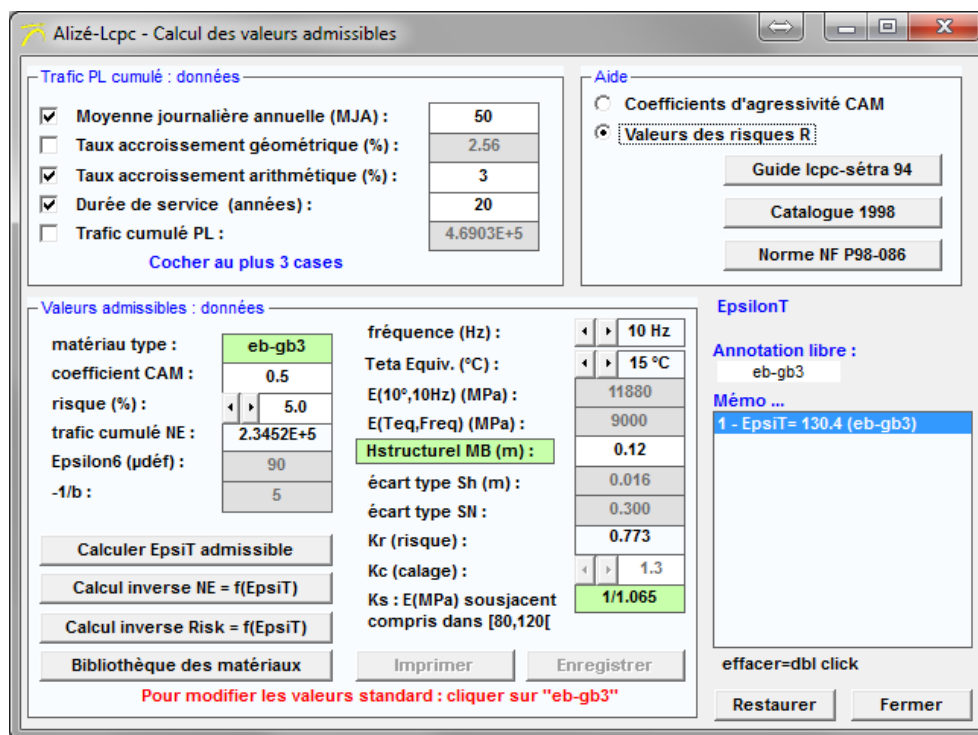 Alizé-Lcpc - Calcul des valeurs admissibles
Trafic PL cumulé : données
Moyenne journalière annuelle (MJA) : 50
Taux accroissement géométrique (%) : 2.56
Taux accroissement arithmétique (%) : 3
Durée de service (années) : 20
Trafic cumulé PL : 4.6903E+5
Cocher au plus 3 cases
Aide
Coefficients d'agressivité CAM
Valeurs des risques R
Guide lcpc-sétra 94
Catalogue 1998
Norme NF P98-086
Valeurs admissibles : données
matériau type : eb-gb3
coefficient CAM : 0.5
risque (%) : 5.0
trafic cumulé NE : 2.3452E+5
Epsilon6 (µdéf) : 90
-1/b : 5
Calculer EpsiT admissible
Calcul inverse NE = f(EpsiT)
Calcul inverse Risk = f(EpsiT)
Bibliothèque des matériaux
fréquence (Hz) : 10 Hz
Teta Equiv. (ºC) : 15 ºC
E(10º,10Hz) (MPa) : 11880
E(Teq,Freq) (MPa) : 9000
Hstructurel MB (m) : 0.12
écart type Sh (m) : 0.016
écart type SN : 0.300
Kr (risque) : 0.773
Kc (calage) : 1.3
Ks : E(MPa) sousjacent 1/1.065
compris dans [80,120[
Imprimer
Enregistrer
Pour modifier les valeurs standard : cliquer sur "eb-gb3"
EpsilonT
Annotation libre :
eb-gb3
Mémo ...
1 - EpsiT= 130.4 (eb-gb3)
effacer=dbl click
Restaurer
Fermer